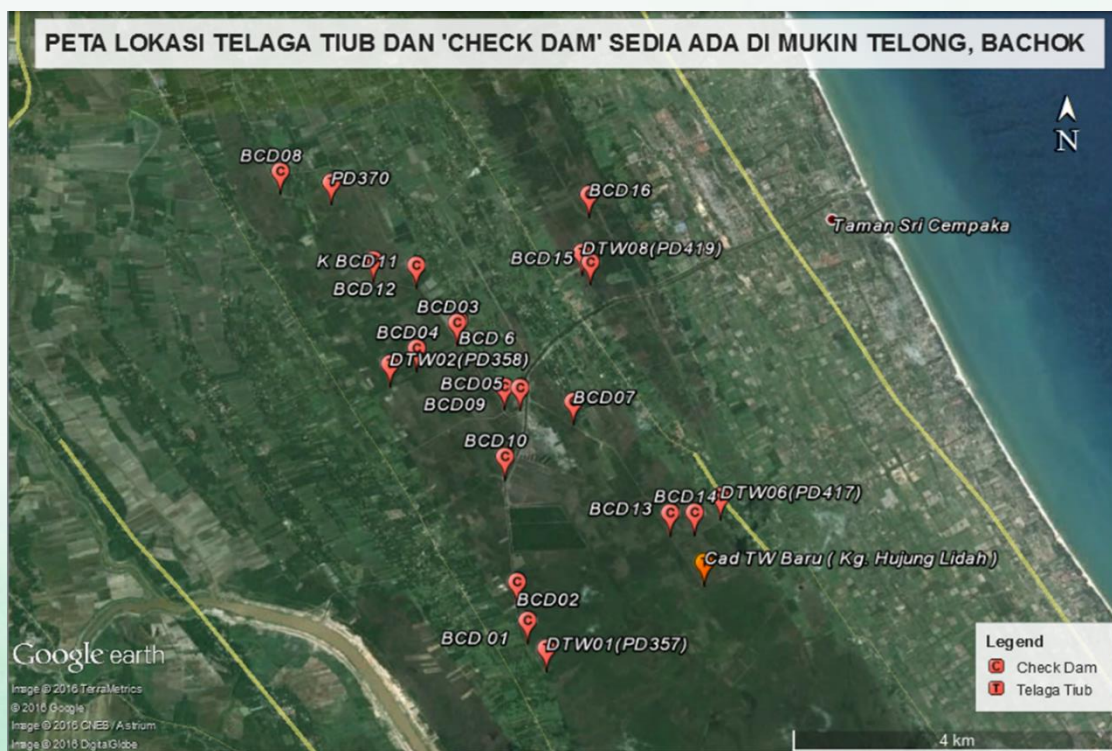 PETA LOKASI TELAGA TIUB DAN 'CHECK DAM' SEDIA ADA DI MUKIN TELONG, BACHOK
N
BCD08
C
PD370
BCD16
Taman Sri Cempaka
DTW08(PD419)
BCD15
C
K BCD11
C
BCD12
BCD03
C
BCD 6
BCD04
C
DTW02(PD358)
BCD05
C
BCD09
BCD07
BCD10
C
DTW06(PD417)
BCD14
BCD13
C
C
Cad TW Baru ( Kg. Hujung Lidah )
C
BCD02
C
BCD 01
DTW01(PD357)
Legend
C Check Dam
T Telaga Tiub
Google earth
Image © 2016 TerraMetrics
© 2016 Google
Image © 2016 CNES / Astrium
Image © 2016 DigitalGlobe
4 km